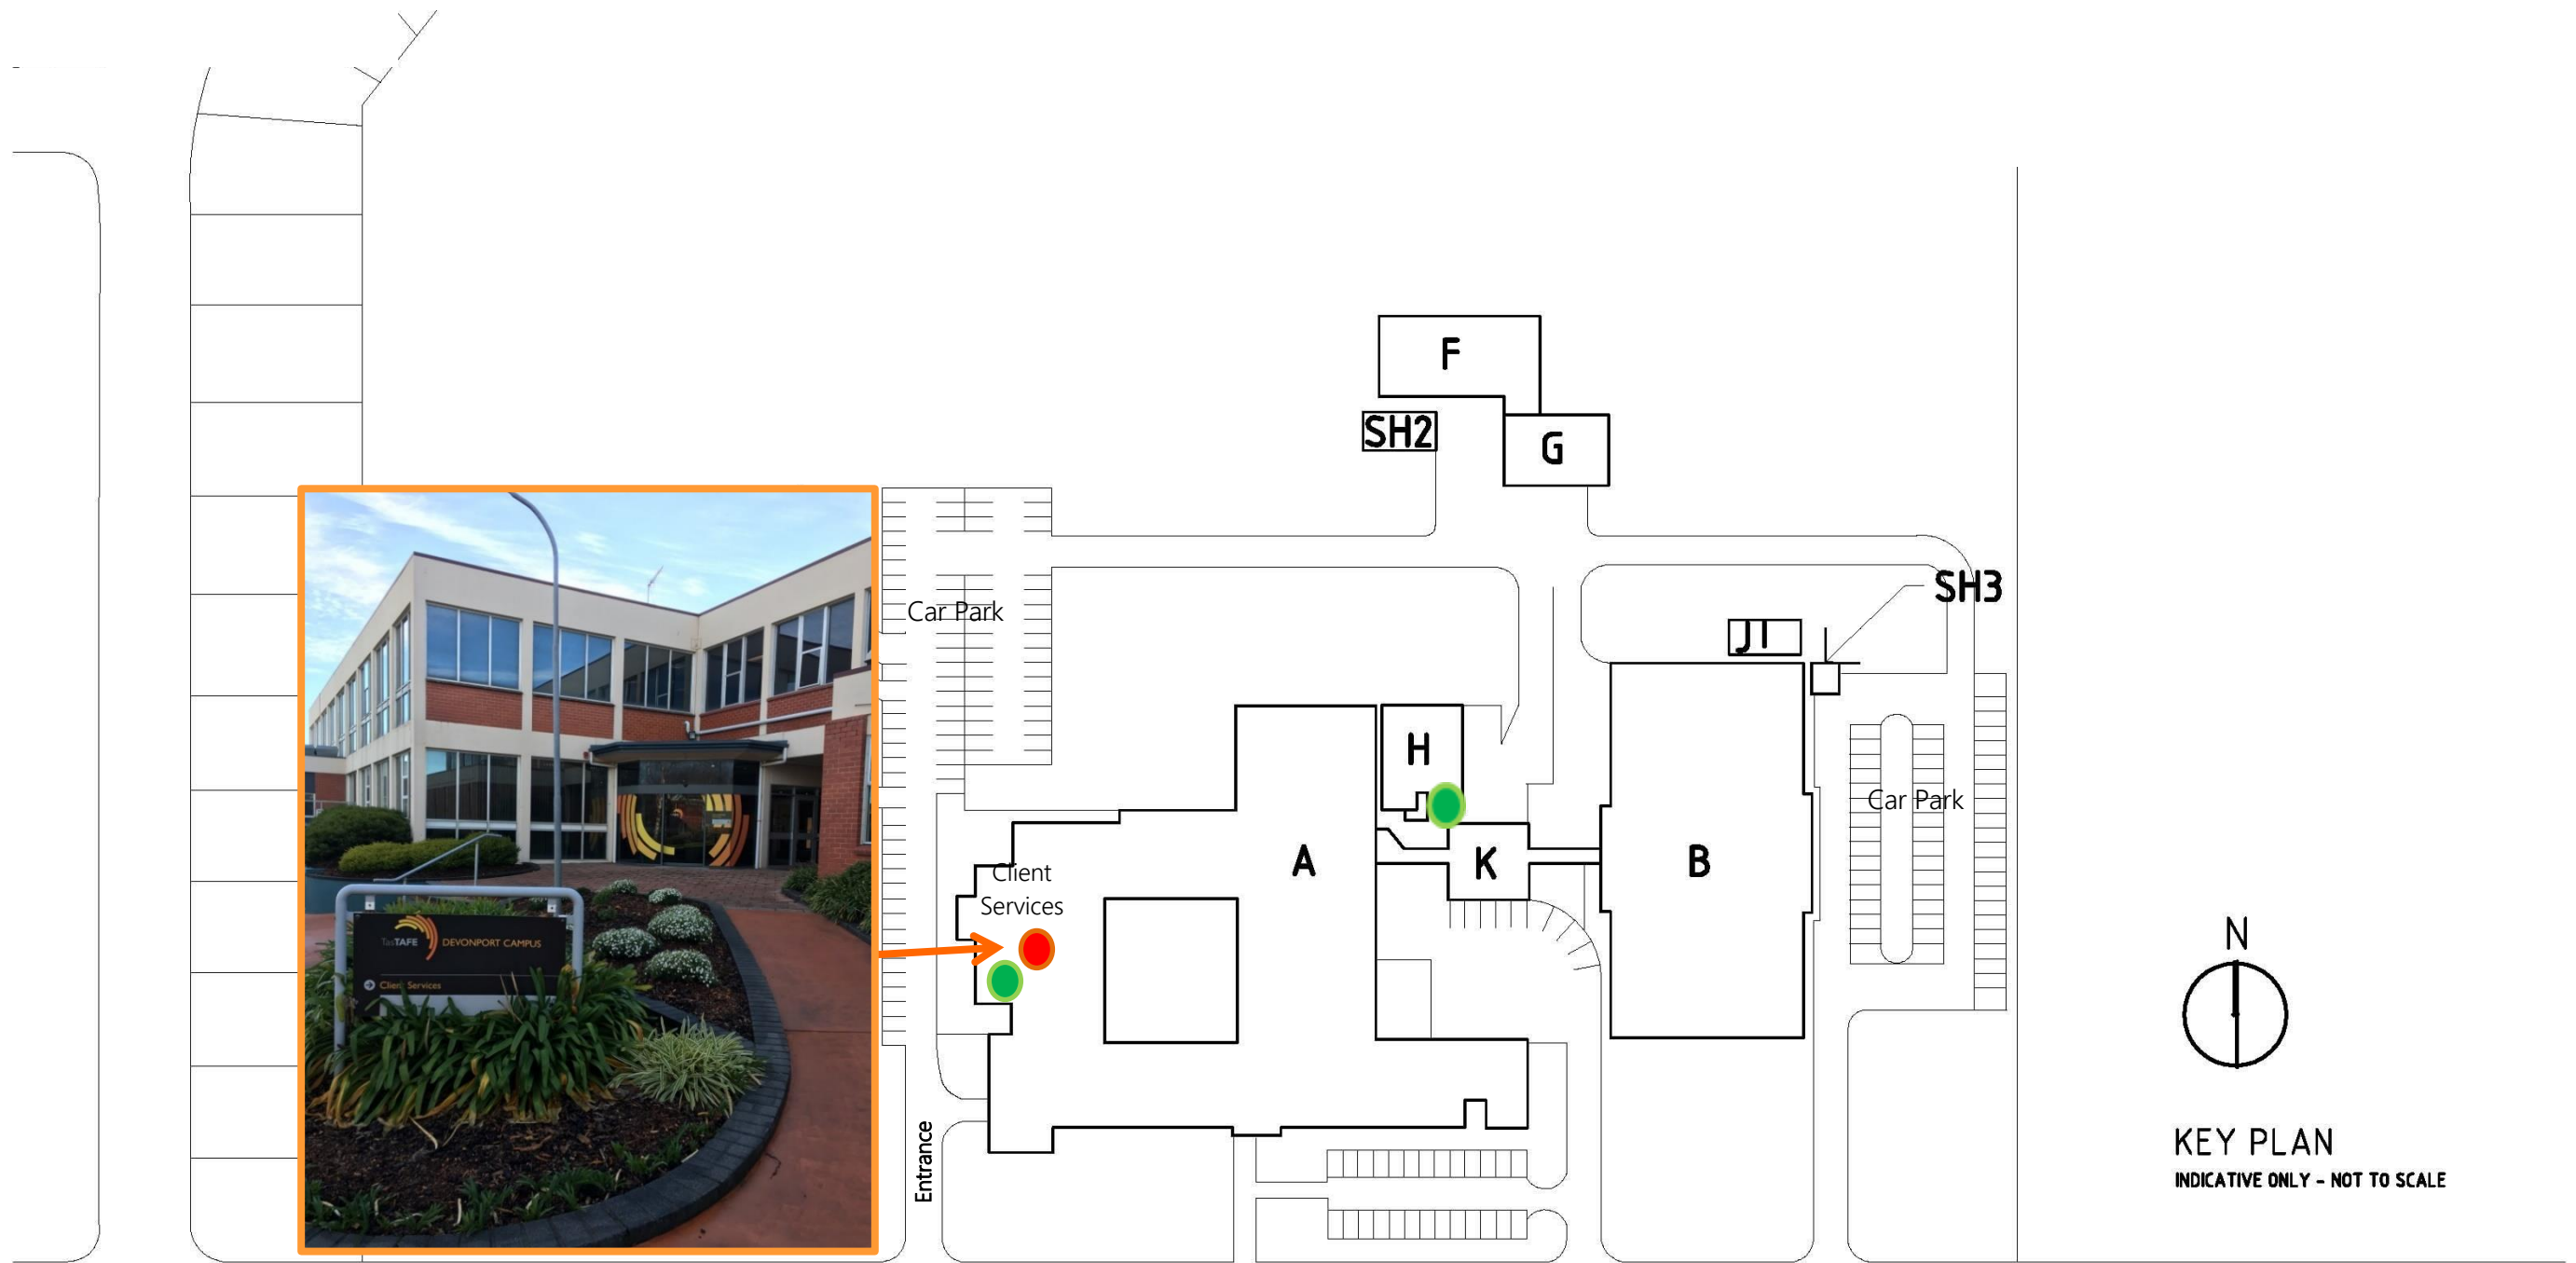 F
SH2
G
SH3
Car Park
J1
H
Car Park
A
K
B
Client
Services
TasTAFE
DEVONPORT CAMPUS
Client Services
N
Entrance
KEY PLAN
INDICATIVE ONLY - NOT TO SCALE